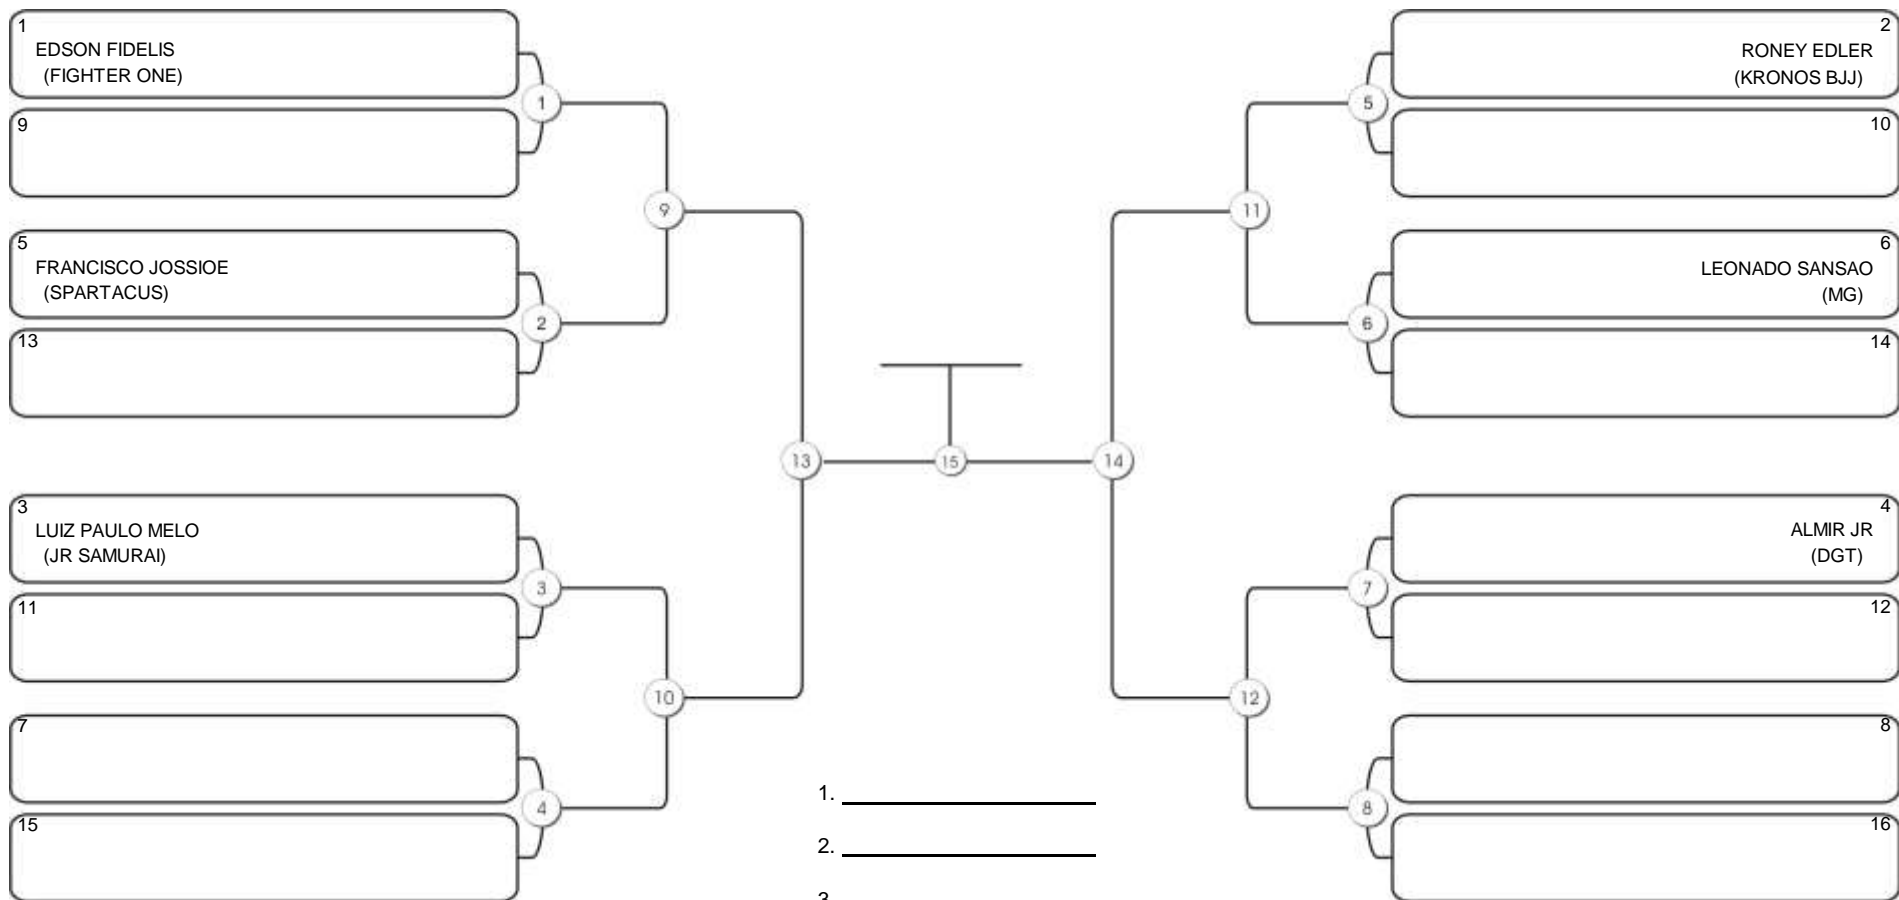 1
EDSON FIDELIS
(FIGHTER ONE)
9
5
FRANCISCO JOSSIOE
(SPARTACUS)
13
3
LUIZ PAULO MELO
(JR SAMURAI)
11
7
15
1
2
3
4
9
10
13
15
14
11
12
5
6
7
8
2
RONEY EDLER
(KRONOS BJJ)
10
6
LEONADO SANSAO
(MG)
14
4
ALMIR JR
(DGT)
12
8
16
1.
2.
3.